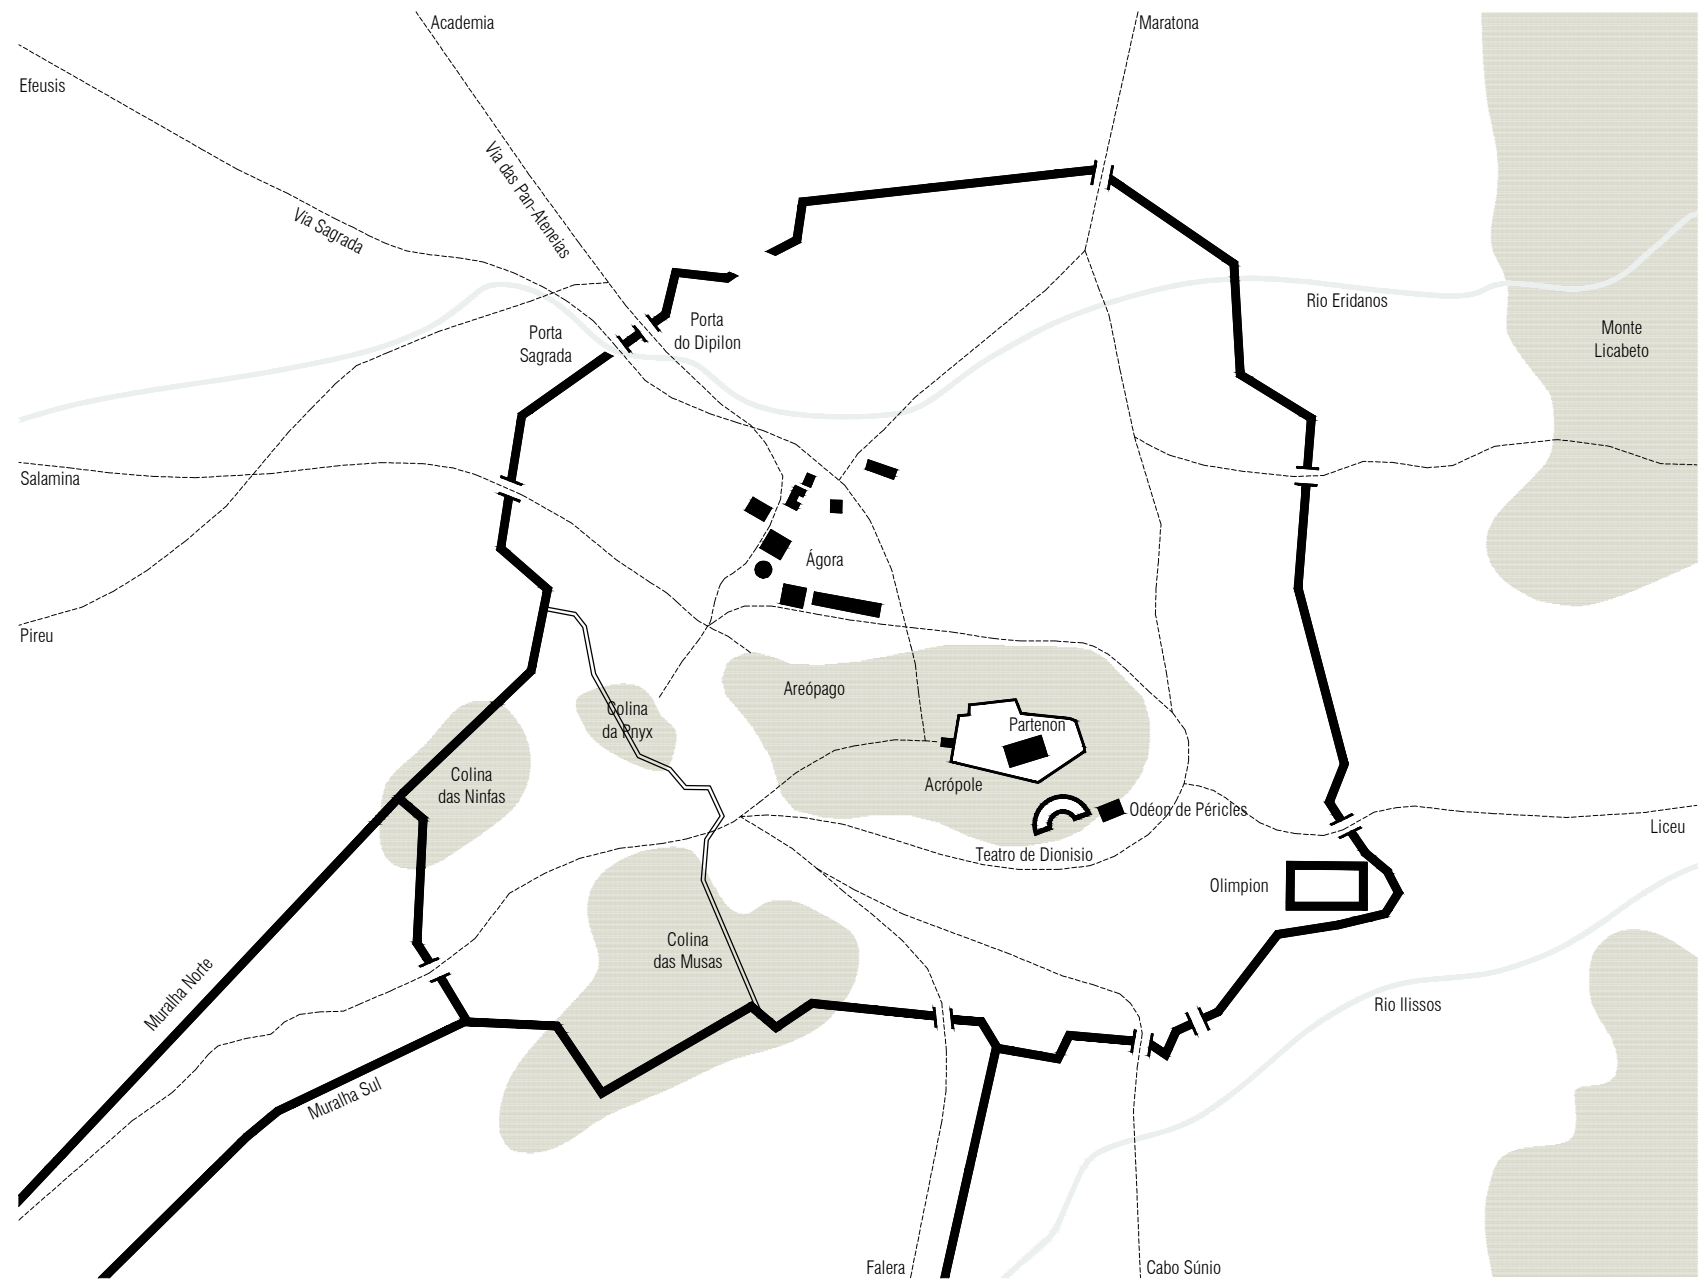 Academia
Maratona
Efeusis
Via das Pan-Ateneias
Via Sagrada
Rio Eridanos
Porta
do Dipilon
Porta
Sagrada
Monte
Licabeto
Salamina
Ágora
Pireu
Areópago
Colina
da Pnyx
Partenon
Colina
das Ninfas
Acrópole
Odéon de Péricles
Liceu
Teatro de Dionisio
Olimpion
Colina
das Musas
Muralha Norte
Rio Ilissos
Muralha Sul
Falera
Cabo Súnio